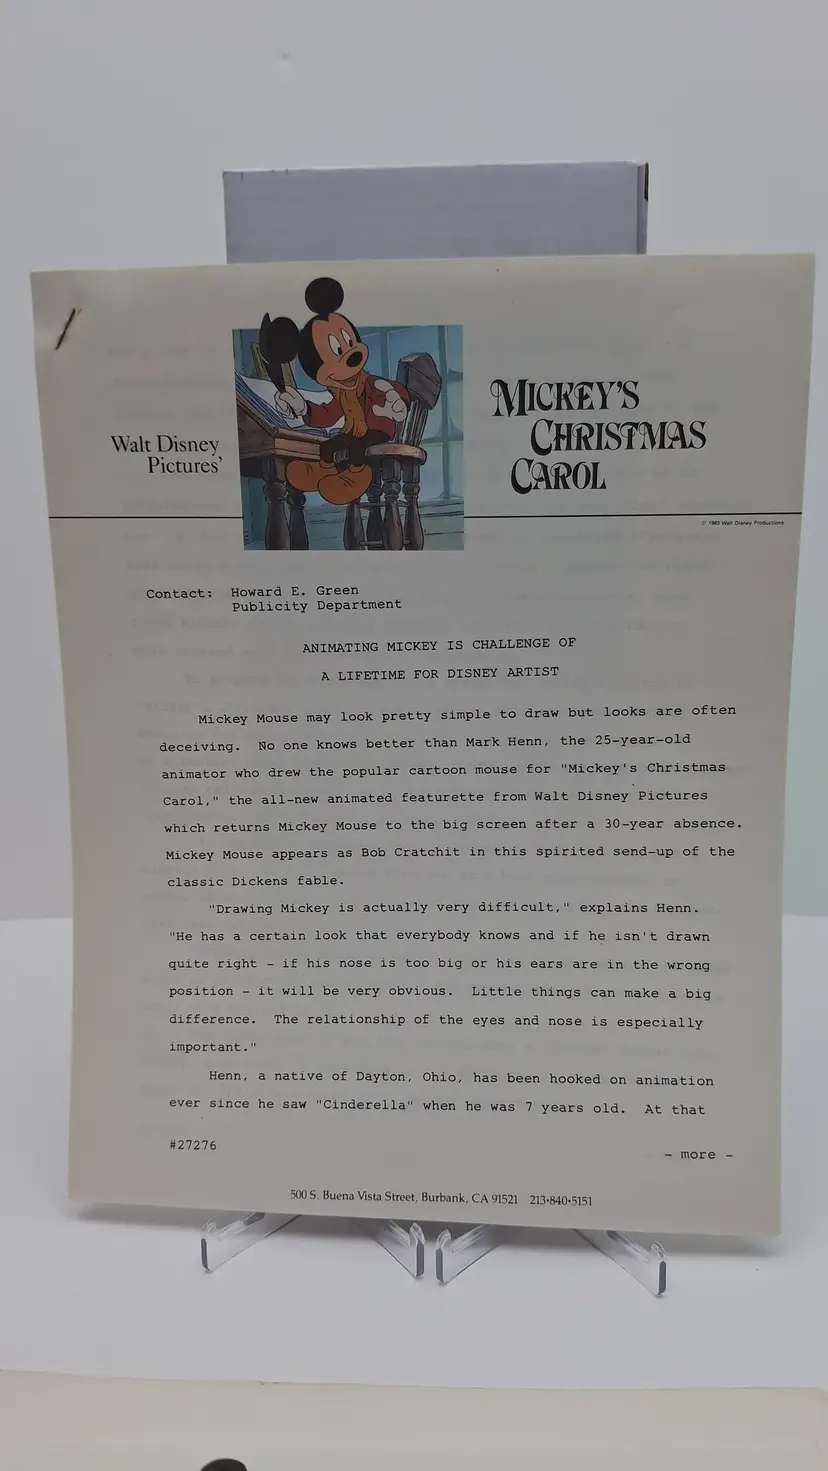 Walt Disney
Pictures'
MICKEY'S
CHRISTMAS
CAROL
© 1983 Walt Disney Productions
Contact: Howard E. Green
Publicity Department
ANIMATING MICKEY IS CHALLENGE OF
A LIFETIME FOR DISNEY ARTIST
Mickey Mouse may look pretty simple to draw but looks are often
deceiving. No one knows better than Mark Henn, the 25-year-old
animator who drew the popular cartoon mouse for "Mickey's Christmas
Carol," the all-new animated featurette from Walt Disney Pictures
which returns Mickey Mouse to the big screen after a 30-year absence.
Mickey Mouse appears as Bob Cratchit in this spirited send-up of the
classic Dickens fable.
"Drawing Mickey is actually very difficult," explains Henn.
"He has a certain look that everybody knows and if he isn't drawn
quite right - if his nose is too big or his ears are in the wrong
position - it will be very obvious. Little things can make a big
difference. The relationship of the eyes and nose is especially
important."
Henn, a native of Dayton, Ohio, has been hooked on animation
ever since he saw "Cinderella" when he was 7 years old. At that
#27276
- more -
500 S. Buena Vista Street, Burbank, CA 91521 213•840•5151